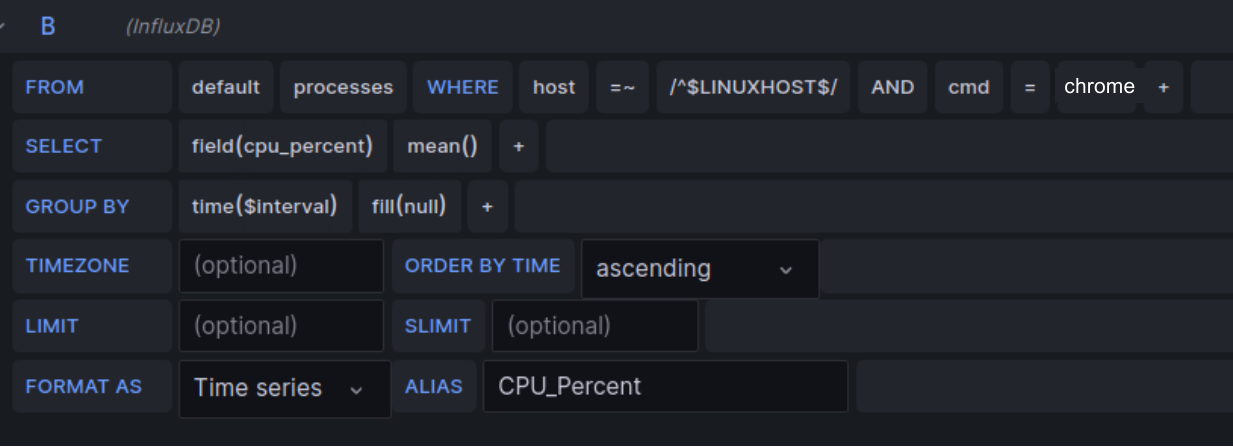 B (InfluxDB)
FROM default processes WHERE host =~ /^$LINUXHOST$/ AND cmd = chrome +
SELECT field(cpu_percent) mean() +
GROUP BY time($interval) fill(null) +
TIMEZONE (optional) ORDER BY TIME ascending
LIMIT (optional) SLIMIT (optional)
FORMAT AS Time series ALIAS CPU_Percent